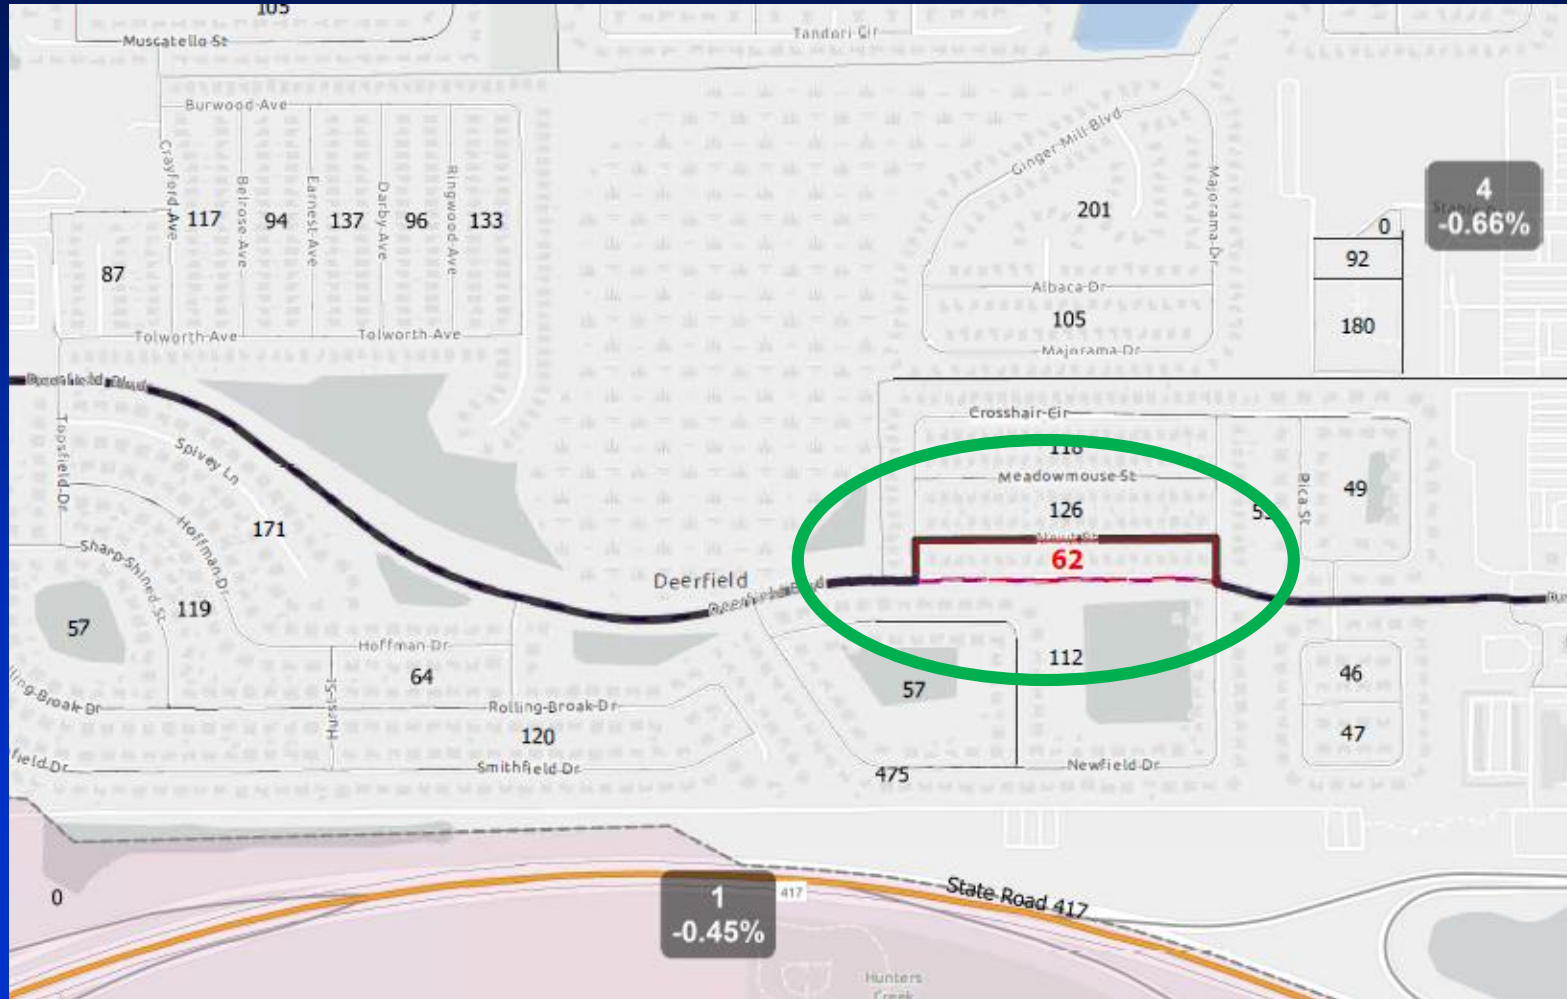 105
Muscatello St
Tandori Cir
Burwood Ave
Ginger Mill Blvd
Crayford Ave
Belrose Ave
Earnest Ave
Darby Ave
Ringwood Ave
Majorama Dr
4
-0.66%
117
94
137
96
133
201
0
92
87
Albaca Dr
105
180
Tolworth Ave
Tolworth Ave
Majorama Dr
Crosshair Cir
Topsfield Dr
Spivey Ln
118
Meadowmouse St
Pica St
49
126
171
Hoffman Dr
62
Sharp Shined St
Deerfield
119
57
Hoffman Dr
64
Hurst St
112
57
46
Rolling Broak Dr
120
47
Smithfield Dr
475
Newfield Dr
0
1
-0.45%
417
State Road 417
Hunters
Creek